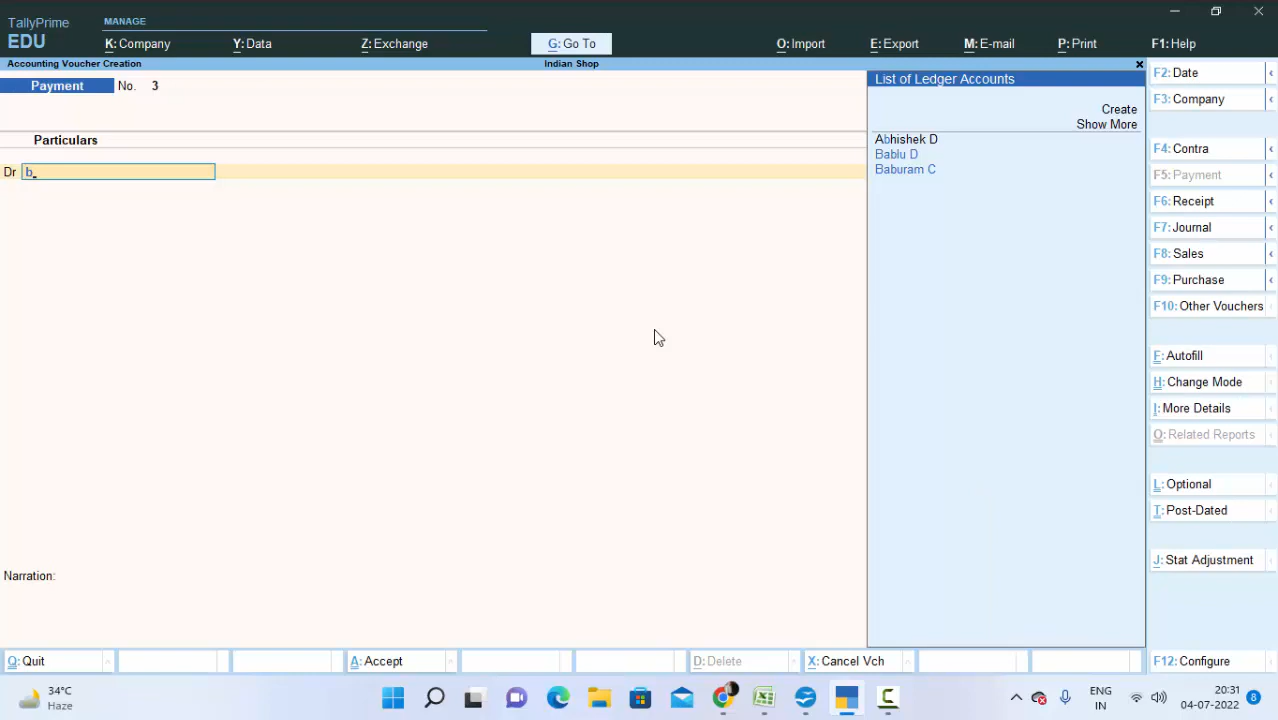 TallyPrime
MANAGE
EDU
K: Company
Y: Data
Z: Exchange
G: Go To
O: Import
E: Export
M: E-mail
P: Print
F1: Help
Accounting Voucher Creation
Indian Shop
Payment No. 3
Particulars
Dr b
List of Ledger Accounts
Create
Show More
Abhishek D
Bablu D
Baburam C
F2: Date
F3: Company
F4: Contra
F5: Payment
F6: Receipt
F7: Journal
F8: Sales
F9: Purchase
F10: Other Vouchers
F: Autofill
H: Change Mode
I: More Details
O: Related Reports
L: Optional
T: Post-Dated
J: Stat Adjustment
Narration:
Q: Quit
A: Accept
D: Delete
X: Cancel Vch
F12: Configure
34°C
Haze
ENG
IN
20:31
04-07-2022
8